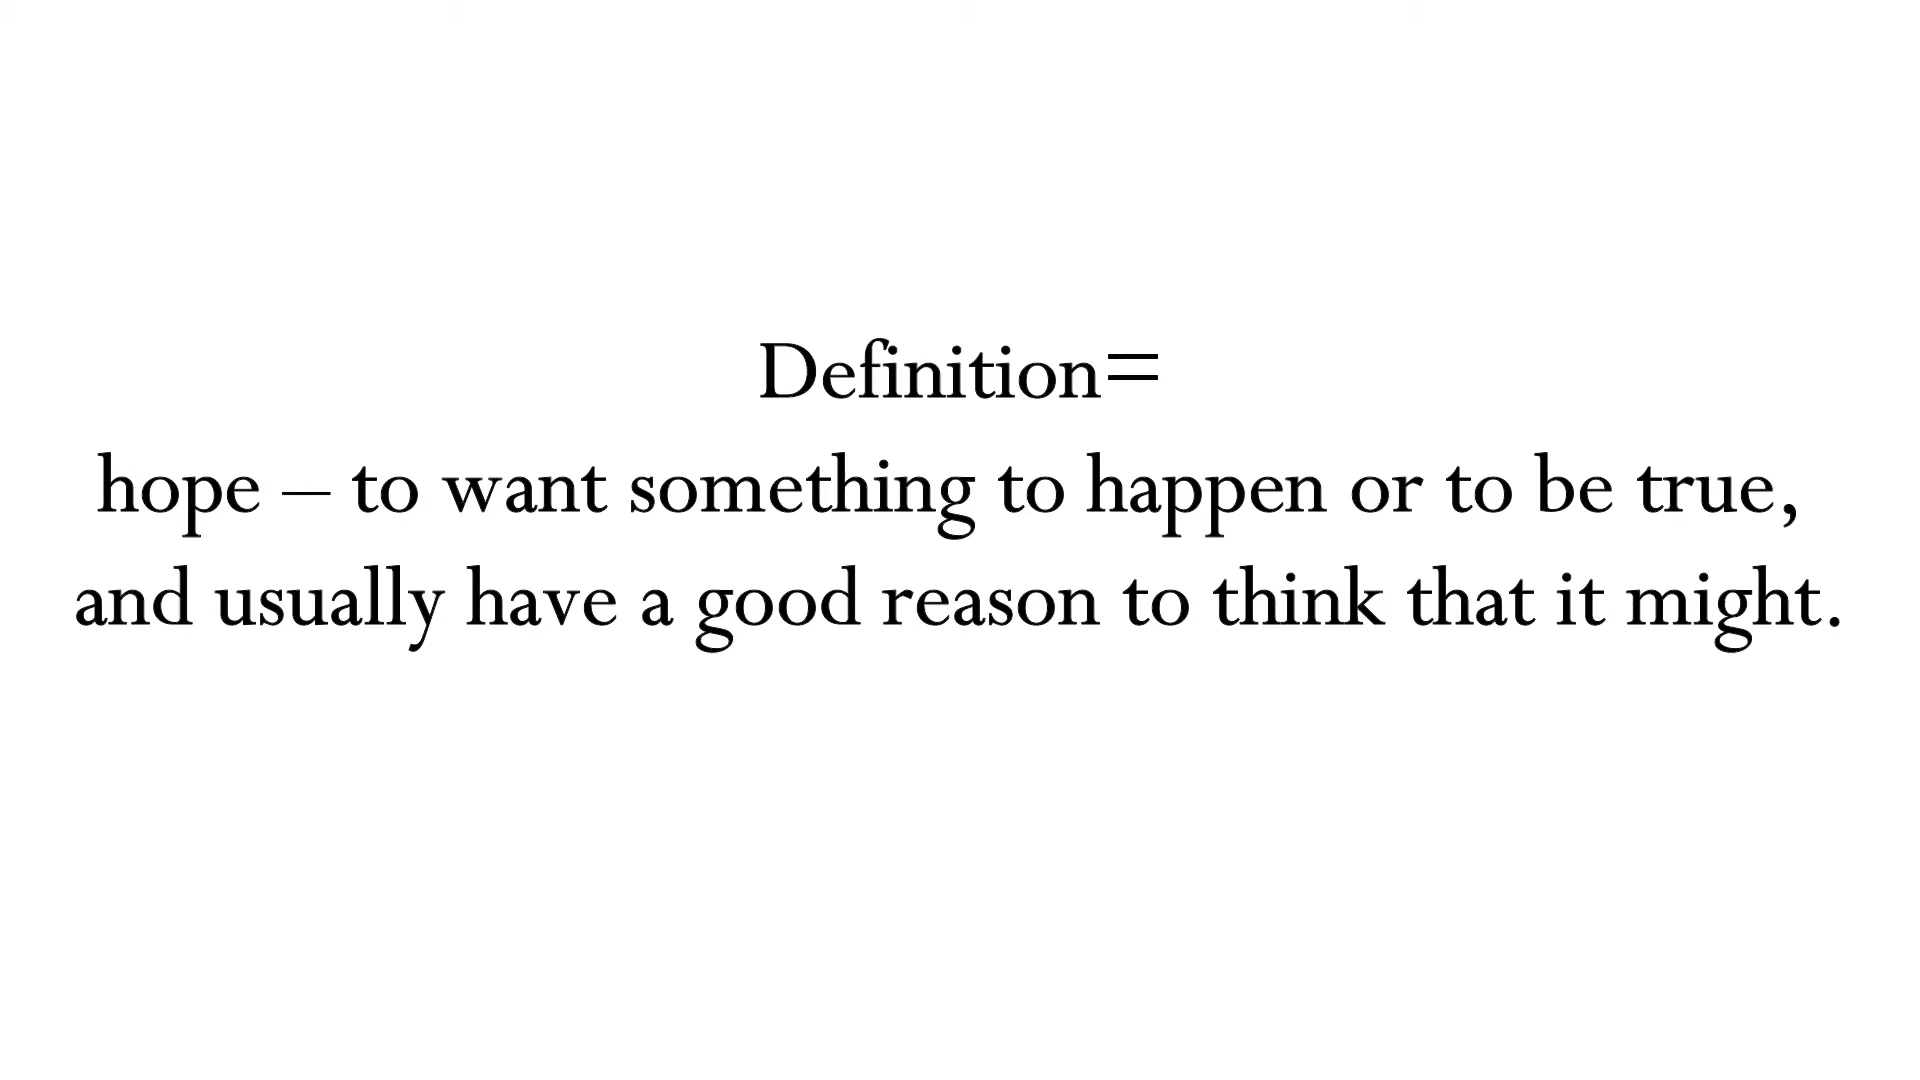 Definition=
hope – to want something to happen or to be true,
and usually have a good reason to think that it might.